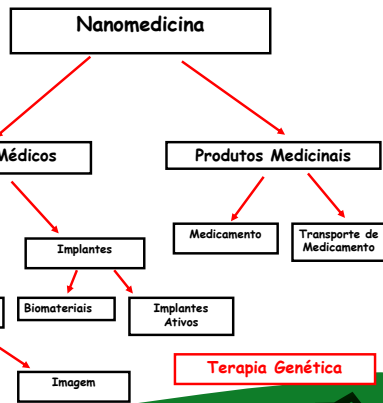 Nanomedicina
Médicos
Produtos Medicinais
Medicamento
Transporte de
Medicamento
Implantes
Biomateriais
Implantes
Ativos
Terapia Genética
Imagem